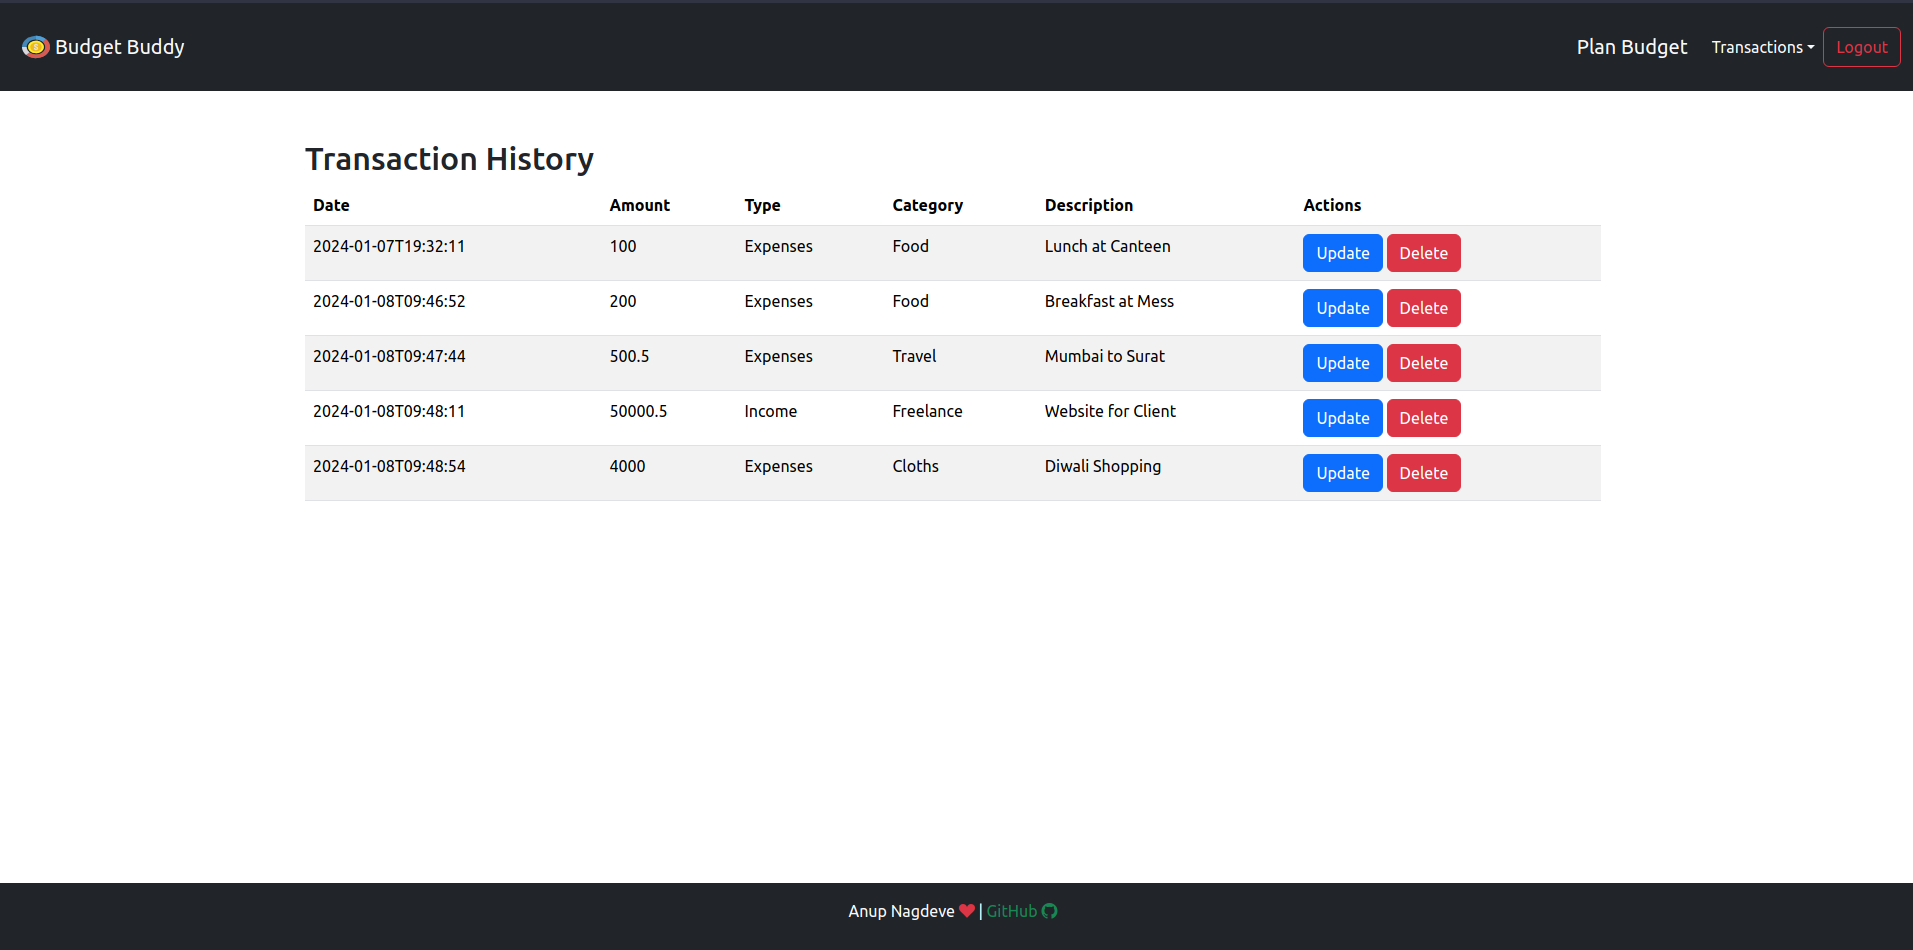 Budget Buddy Plan Budget Transactions Logout
Transaction History
Date Amount Type Category Description Actions
2024-01-07T19:32:11 100 Expenses Food Lunch at Canteen Update Delete
2024-01-08T09:46:52 200 Expenses Food Breakfast at Mess Update Delete
2024-01-08T09:47:44 500.5 Expenses Travel Mumbai to Surat Update Delete
2024-01-08T09:48:11 50000.5 Income Freelance Website for Client Update Delete
2024-01-08T09:48:54 4000 Expenses Cloths Diwali Shopping Update Delete
Anup Nagdeve | GitHub